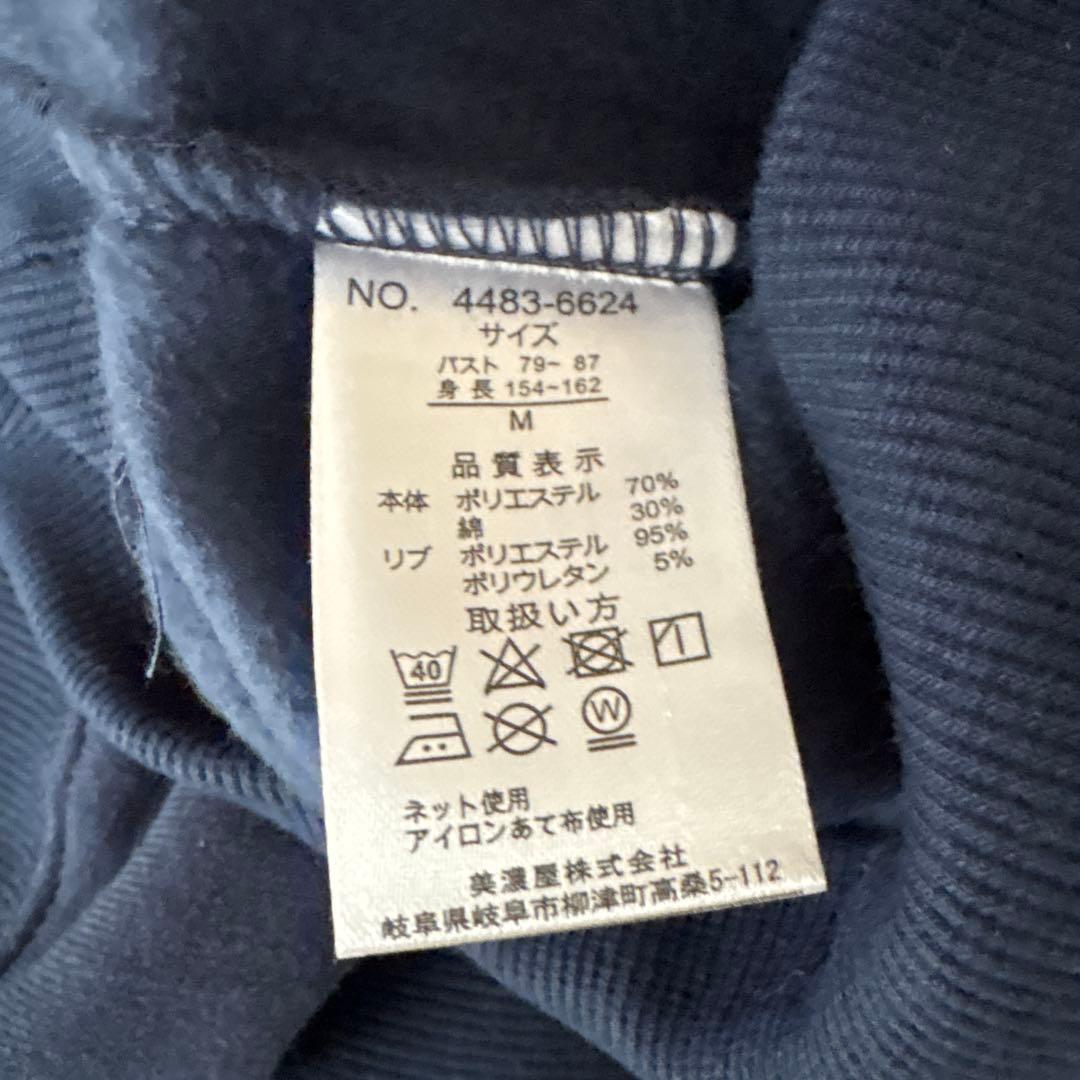 NO. 4483-6624
サイズ
バスト 79~ 87
身長 154~162
M
品質表示
本体 ポリエステル 70%
綿 30%
リブ ポリエステル 95%
ポリウレタン 5%
取扱い方
40
W
ネット使用
アイロンあて布使用
美濃屋株式会社
岐阜県岐阜市柳津町高桑5-112